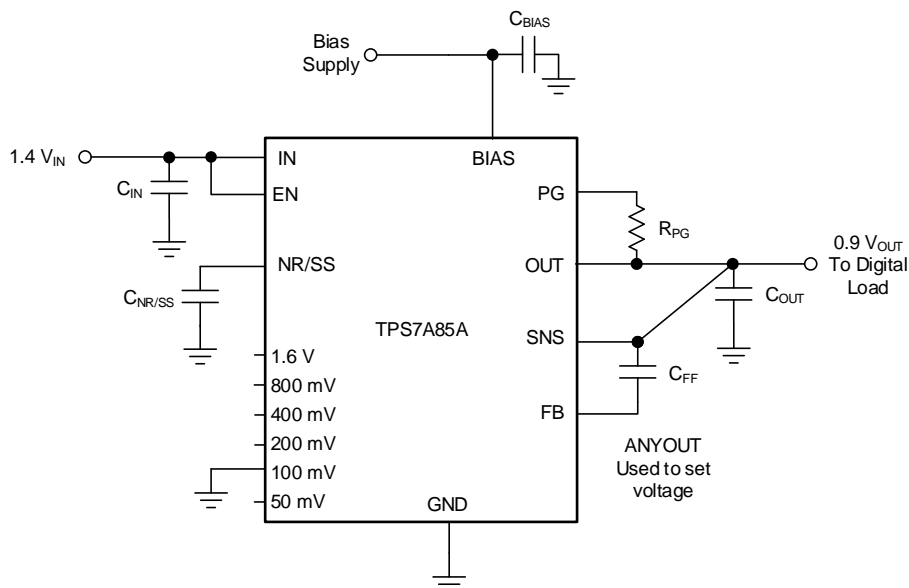 CBIAS
Bias
Supply
1.4 VIN
IN
BIAS
EN
PG
CIN
RPG
NR/SS
OUT
0.9 VOUT
To Digital
Load
CNR/SS
COUT
TPS7A85A
SNS
1.6 V
CFF
800 mV
400 mV
FB
200 mV
ANYOUT
Used to set
voltage
100 mV
50 mV
GND